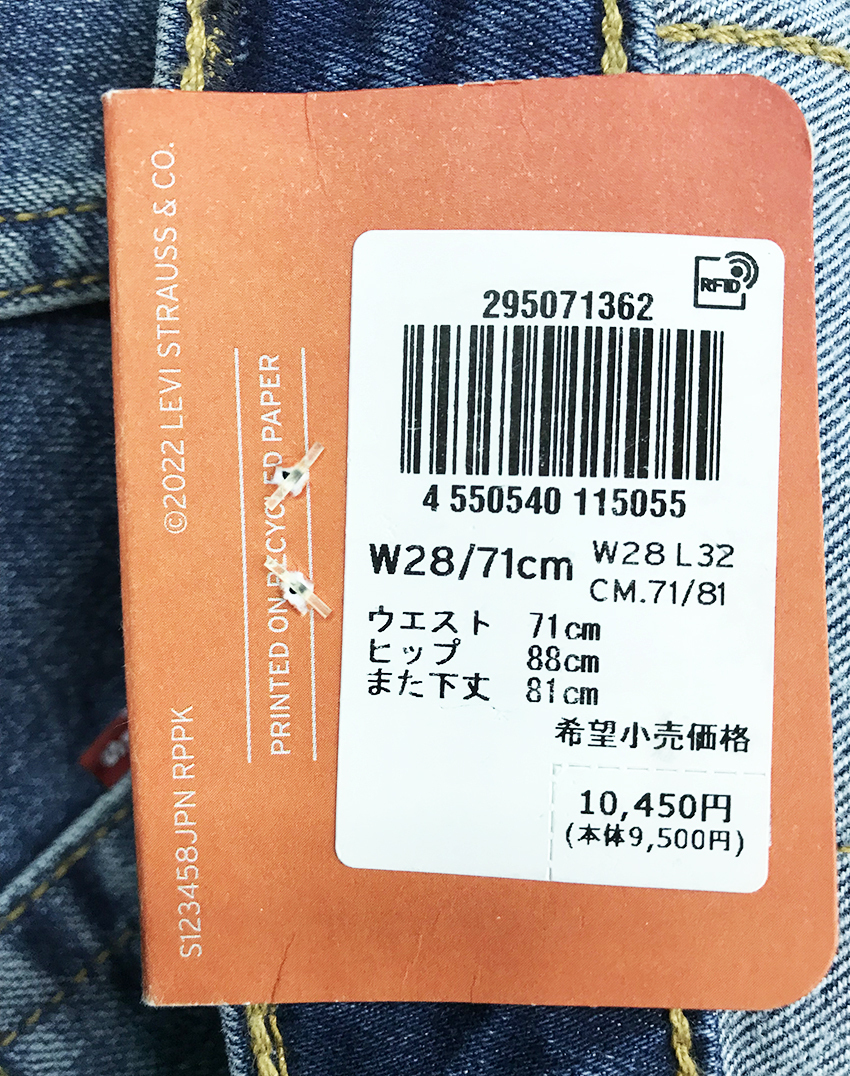 ©2022 LEVI STRAUSS & CO.
S123458JPN RPPK
PRINTED ON RECYCLED PAPER
RFID
295071362
4 550540 115055
W28/71cm
W28 L32
CM.71/81
ウエスト 71cm
ヒップ 88cm
また下丈 81cm
希望小売価格
10,450円
(本体9,500円)